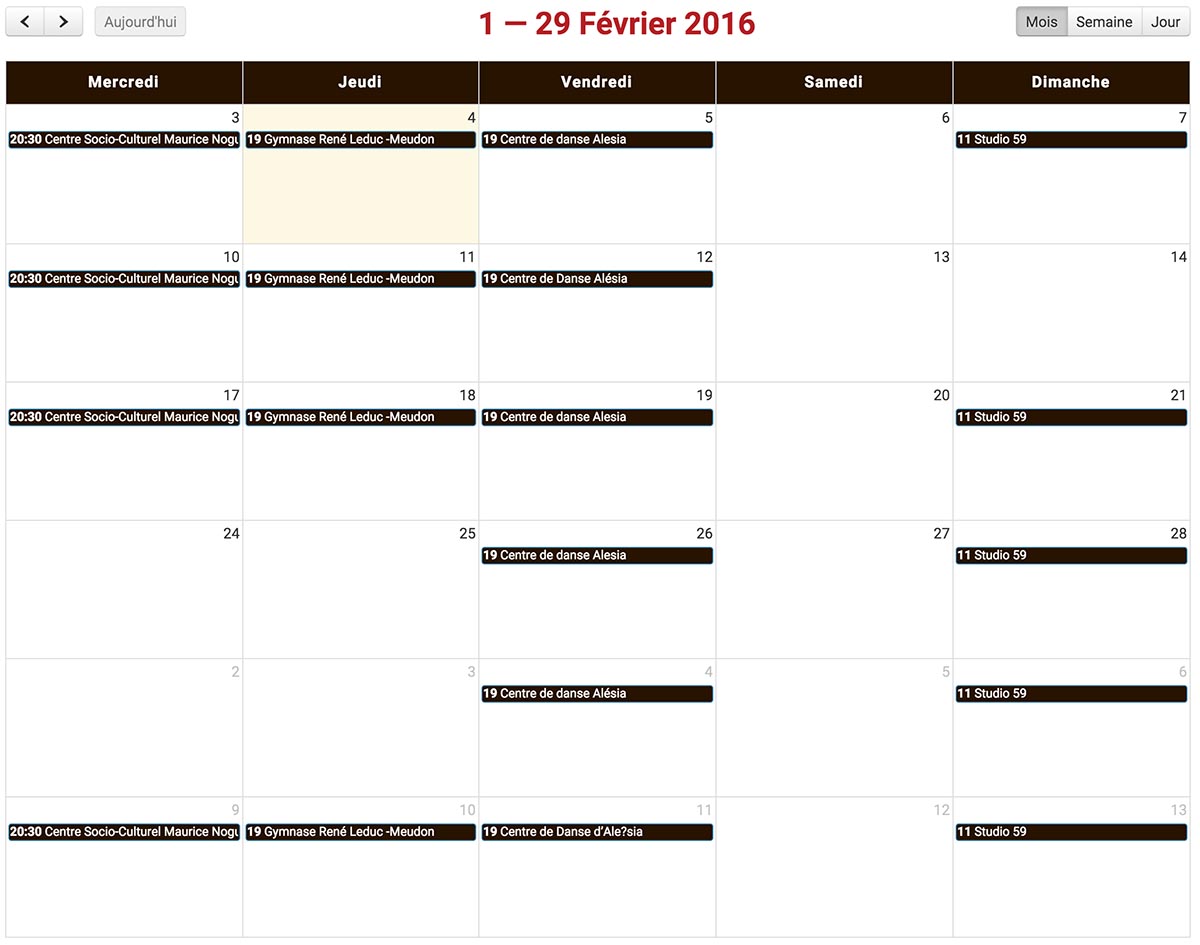 Aujourd'hui
1 — 29 Février 2016
Mois Semaine Jour
Mercredi Jeudi Vendredi Samedi Dimanche
3 4 5 6 7
20:30 Centre Socio-Culturel Maurice Nogu 19 Gymnase René Leduc -Meudon 19 Centre de danse Alesia 11 Studio 59
10 11 12 13 14
20:30 Centre Socio-Culturel Maurice Nogu 19 Gymnase René Leduc -Meudon 19 Centre de Danse Alésia
17 18 19 20 21
20:30 Centre Socio-Culturel Maurice Nogu 19 Gymnase René Leduc -Meudon 19 Centre de danse Alesia 11 Studio 59
24 25 26 27 28
19 Centre de danse Alesia 11 Studio 59
2 3 4 5 6
19 Centre de danse Alésia 11 Studio 59
9 10 11 12 13
20:30 Centre Socio-Culturel Maurice Nogu 19 Gymnase René Leduc -Meudon 19 Centre de Danse d'Ale?sia 11 Studio 59